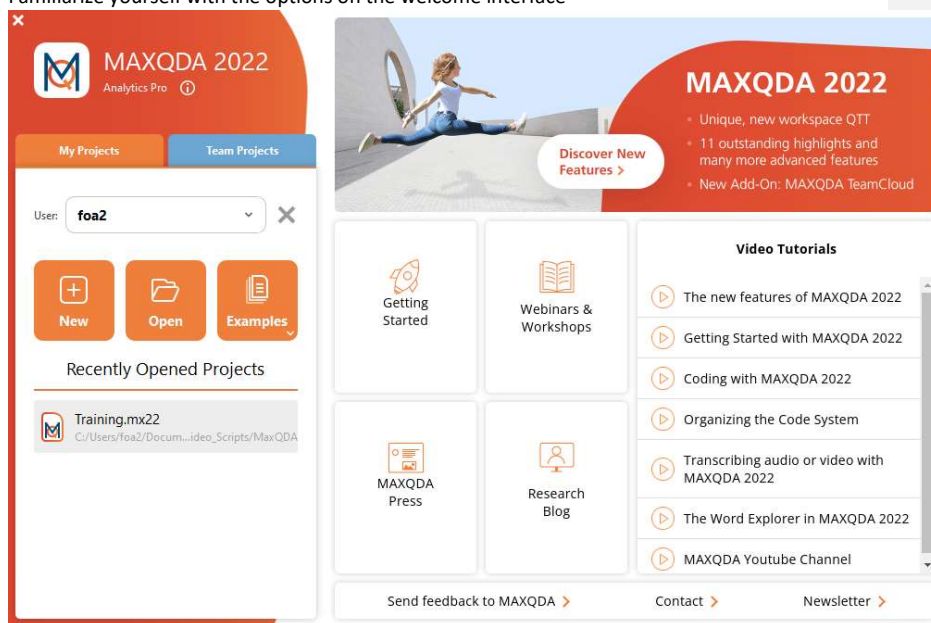 Familiarize yourself with the options on the welcome interface
MAXQDA 2022
Analytics Pro
My Projects
Team Projects
User:
foa2
New
Open
Examples
Recently Opened Projects
Training.mx22
C:/Users/foa2/Docum...ideo_Scripts/MaxQDA
Discover New
Features >
MAXQDA 2022
• Unique, new workspace QTT
• 11 outstanding highlights and
many more advanced features
• New Add-On: MAXQDA TeamCloud
Getting
Started
Webinars &
Workshops
MAXQDA
Press
Research
Blog
Video Tutorials
The new features of MAXQDA 2022
Getting Started with MAXQDA 2022
Coding with MAXQDA 2022
Organizing the Code System
Transcribing audio or video with
MAXQDA 2022
The Word Explorer in MAXQDA 2022
MAXQDA Youtube Channel
Send feedback to MAXQDA >
Contact >
Newsletter >